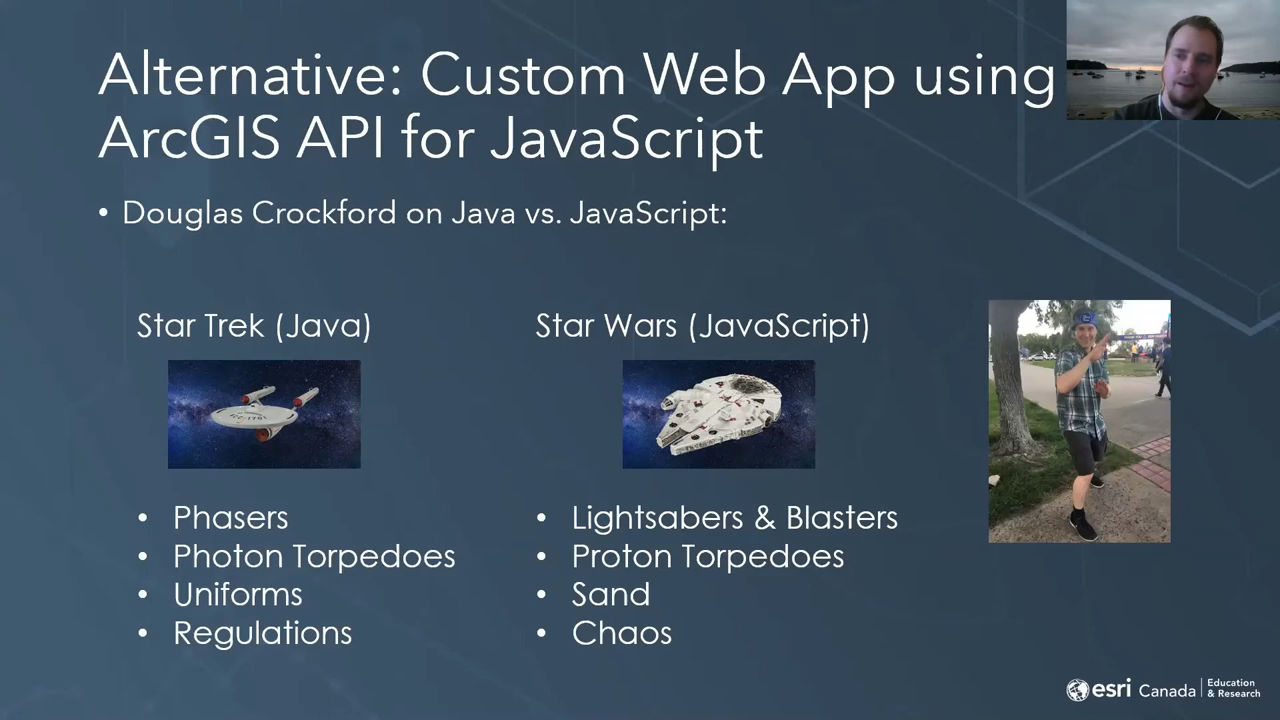 Alternative: Custom Web App using
ArcGIS API for JavaScript
• Douglas Crockford on Java vs. JavaScript:
Star Trek (Java)
• Phasers
• Photon Torpedoes
• Uniforms
• Regulations
Star Wars (JavaScript)
• Lightsabers & Blasters
• Proton Torpedoes
• Sand
• Chaos
esri Canada
Education
& Research